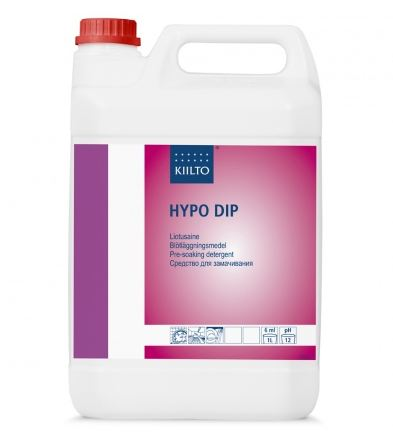 KIILTO
HYPO DIP
Liotusaine
Blötläggningsmedel
Pre-soaking detergent
Средство для замачивания
6 ml pH
1L 12